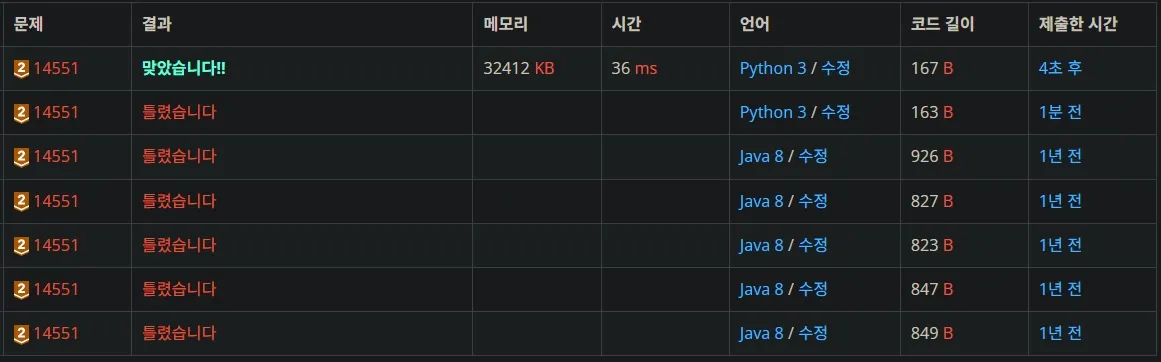 문제 결과 메모리 시간 언어 코드 길이 제출한 시간
2 14551 맞았습니다!! 32412 KB 36 ms Python 3 / 수정 167 B 4초 후
2 14551 틀렸습니다 Python 3 / 수정 163 B 1분 전
2 14551 틀렸습니다 Java 8 / 수정 926 B 1년 전
2 14551 틀렸습니다 Java 8 / 수정 827 B 1년 전
2 14551 틀렸습니다 Java 8 / 수정 823 B 1년 전
2 14551 틀렸습니다 Java 8 / 수정 847 B 1년 전
2 14551 틀렸습니다 Java 8 / 수정 849 B 1년 전